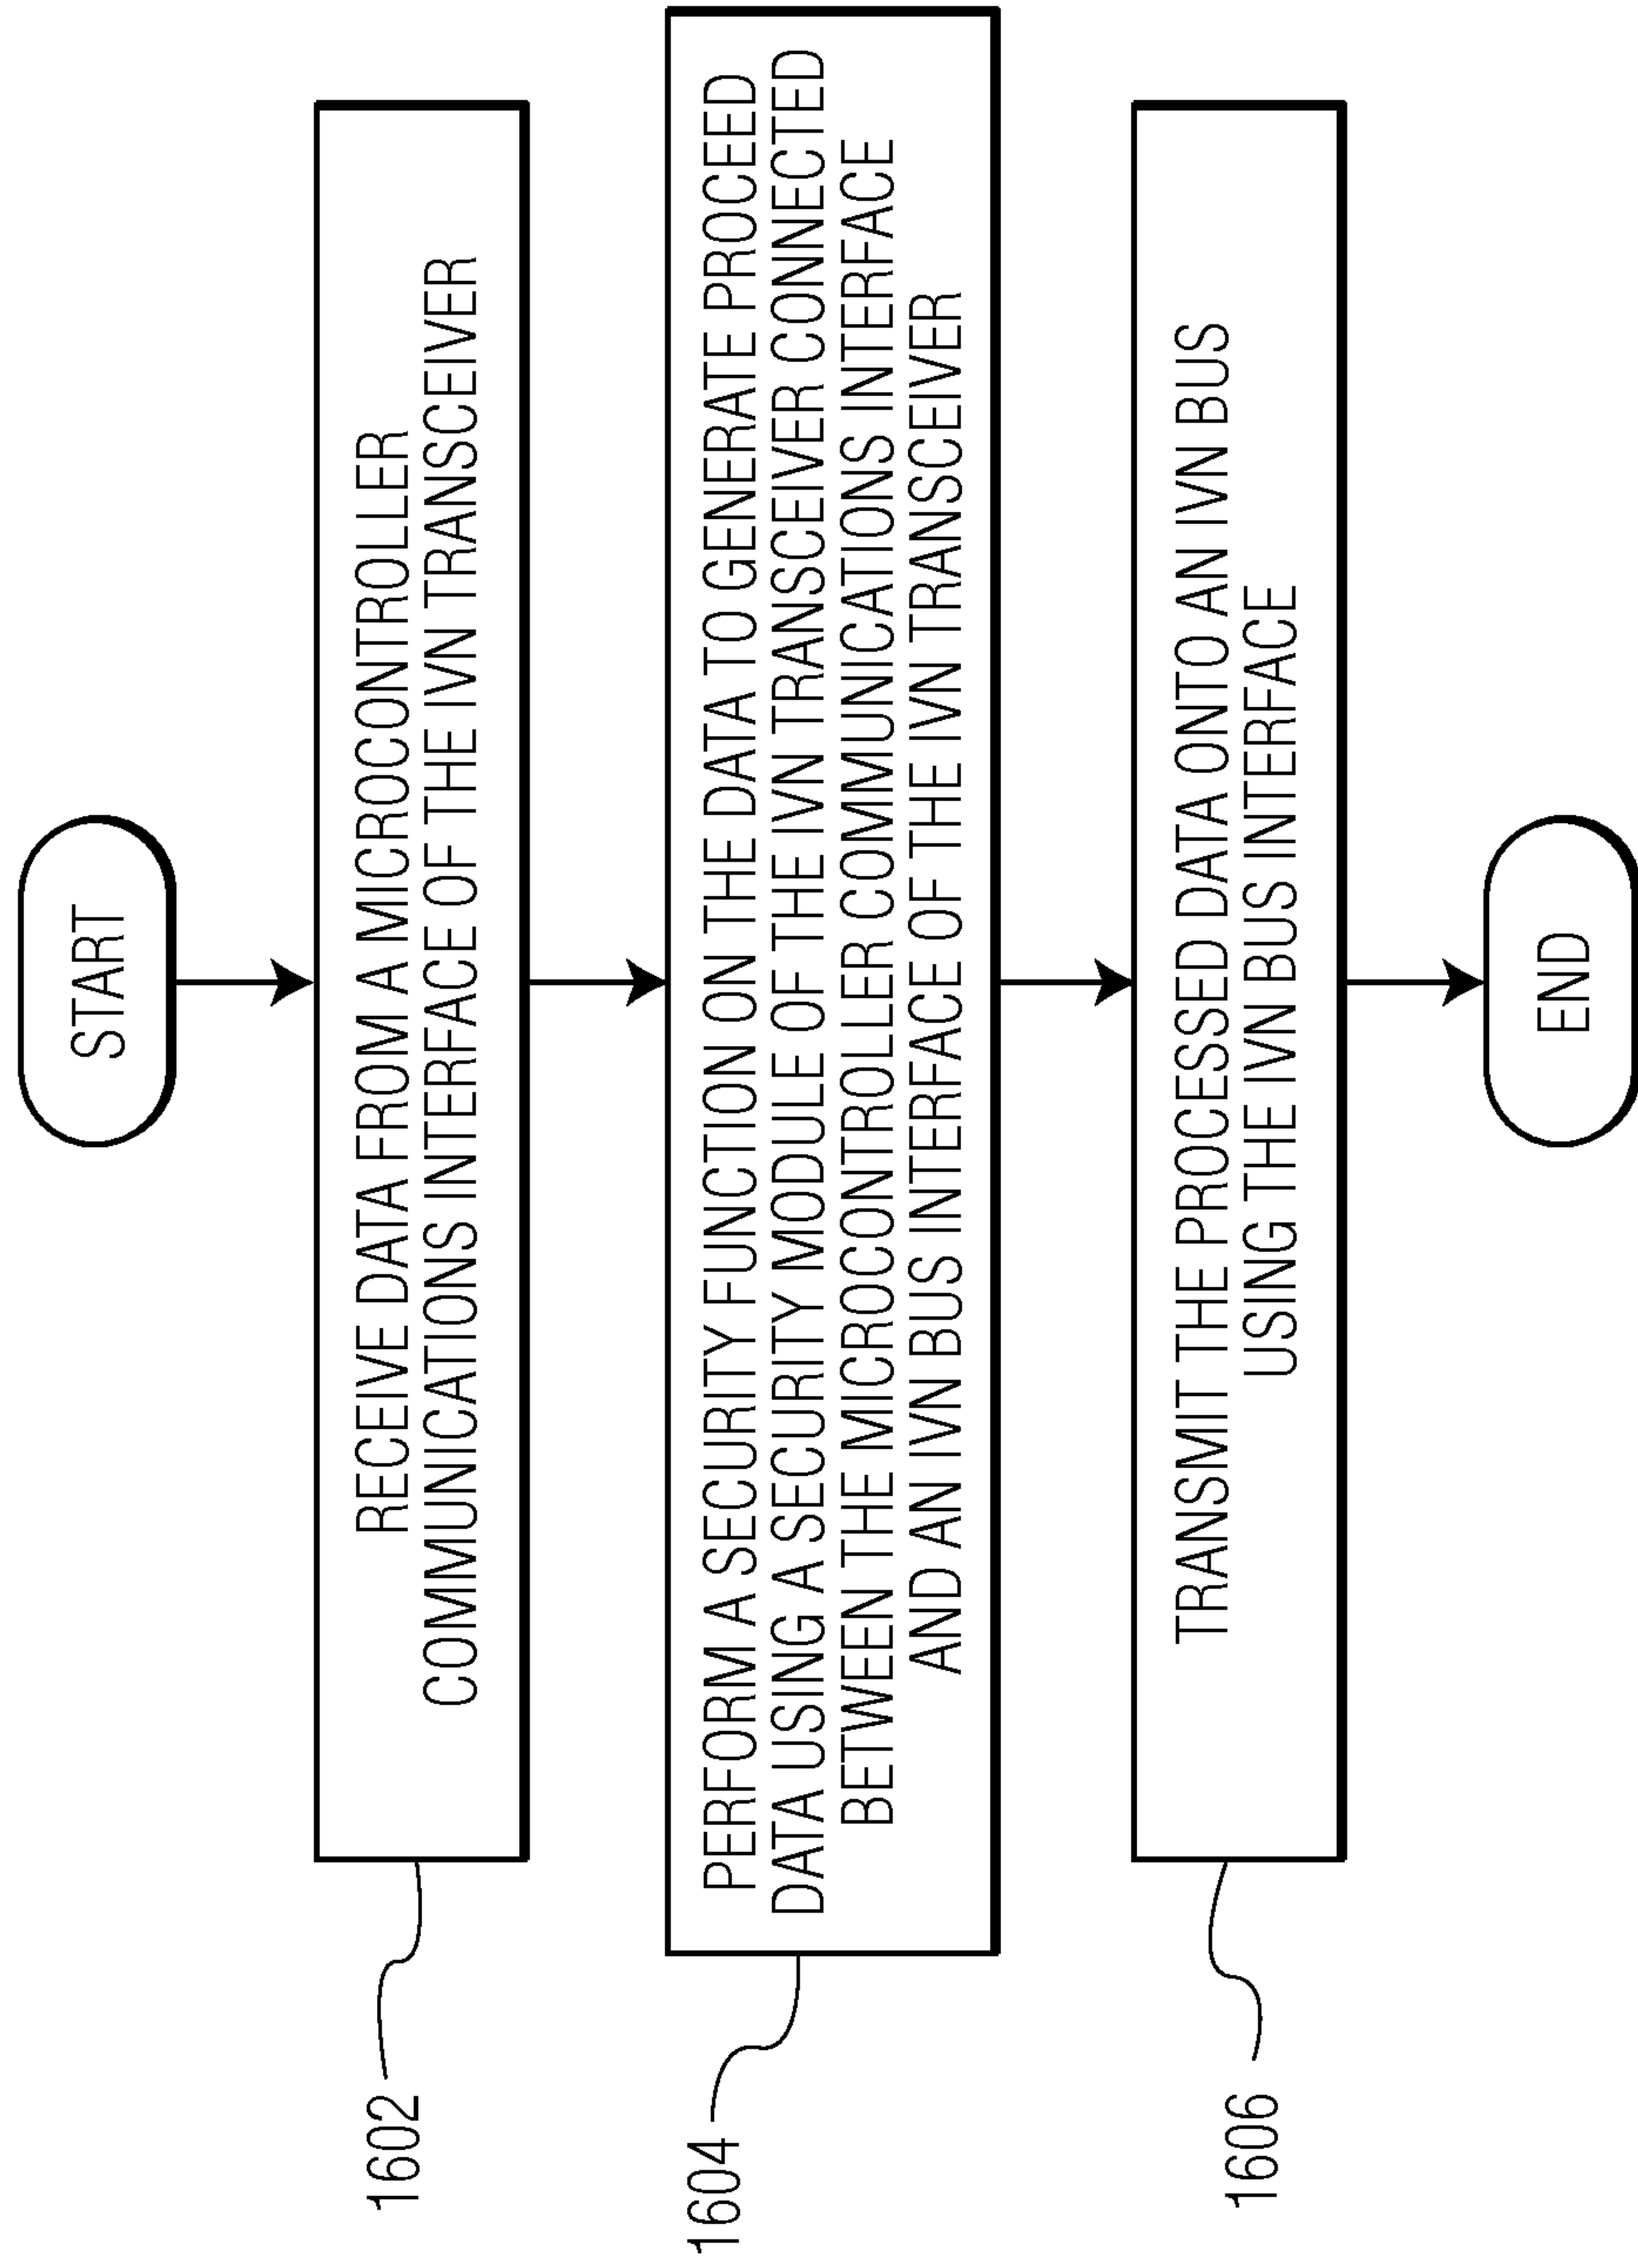 START
RECEIVE DATA FROM A MICROCONTROLLER
COMMUNICATIONS INTERFACE OF THE IVN TRANSCEIVER
1602
PERFORM A SECURITY FUNCTION ON THE DATA TO GENERATE PROCEED
DATA USING A SECURITY MODULE OF THE IVN TRANSCEIVER CONNECTED
BETWEEN THE MICROCONTROLLER COMMUNICATIONS INTERFACE
AND AN IVN BUS INTERFACE OF THE IVN TRANSCEIVER
1604
TRANSMIT THE PROCESSED DATA ONTO AN IVN BUS
USING THE IVN BUS INTERFACE
1606
END